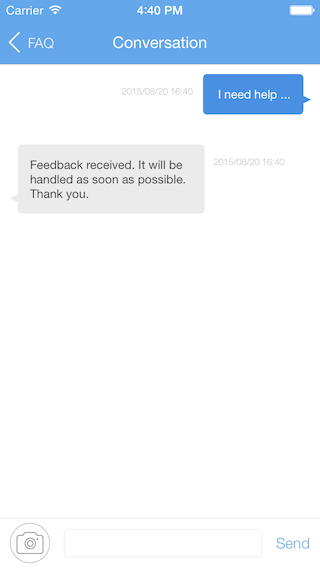 Carrier 4:40 PM
FAQ Conversation
2015/08/20 16:40 I need help ...
Feedback received. It will be 2015/08/20 16:40
handled as soon as possible.
Thank you.
Send